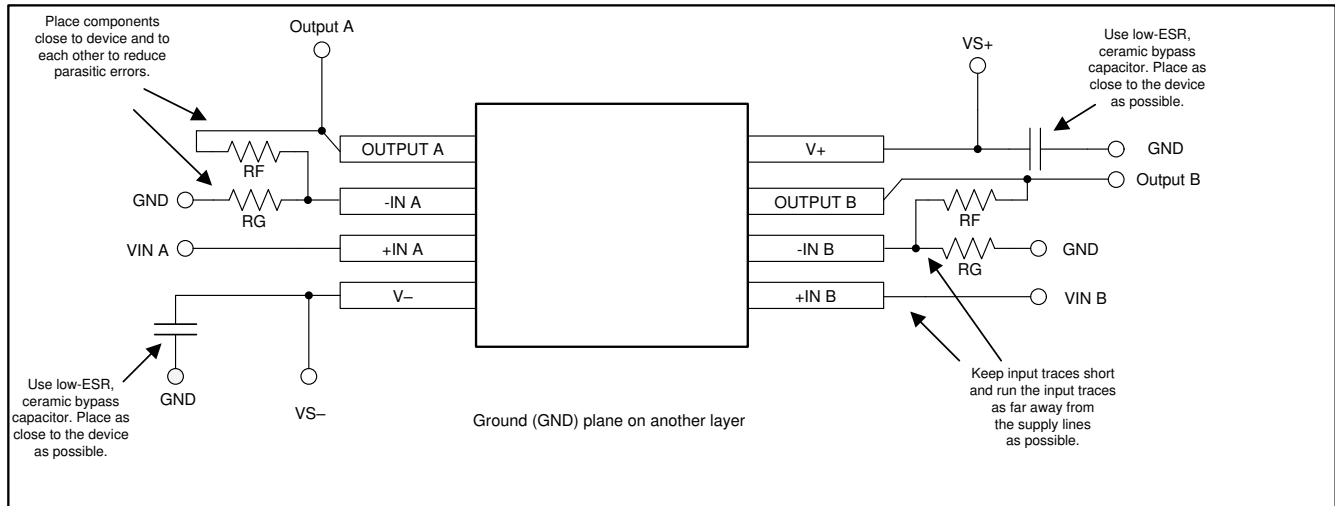 Place components
close to device and to
each other to reduce
parasitic errors.
Output A
VS+
Use low-ESR,
ceramic bypass
capacitor. Place as
close to the device
as possible.
OUTPUT A
V+
GND
RF
OUTPUT B
Output B
GND
RG
-IN A
RF
VIN A
+IN A
-IN B
RG
GND
V–
+IN B
VIN B
Use low-ESR,
ceramic bypass
capacitor. Place as
close to the device
as possible.
GND
VS–
Ground (GND) plane on another layer
Keep input traces short
and run the input traces
as far away from
the supply lines
as possible.